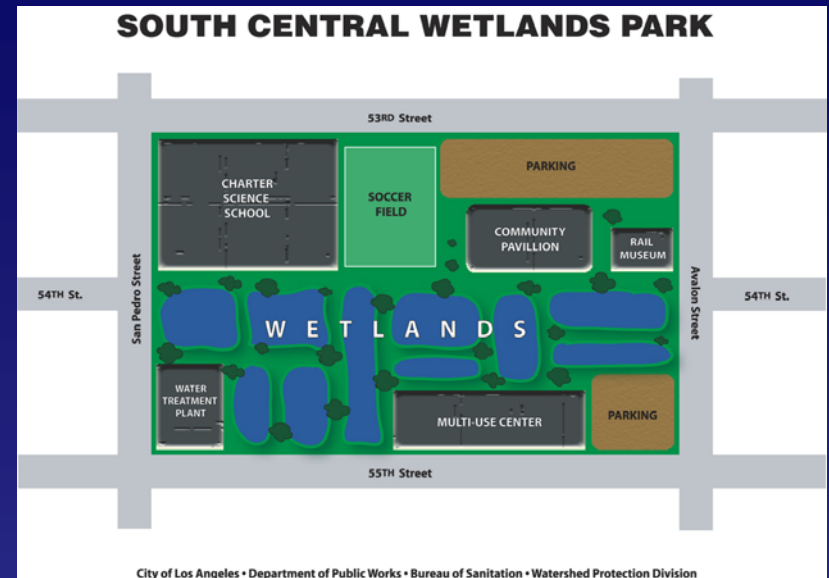 SOUTH CENTRAL WETLANDS PARK
53RD Street
CHARTER
SCIENCE
SCHOOL
SOCCER
FIELD
PARKING
COMMUNITY
PAVILLION
RAIL
MUSEUM
54TH St.
San Pedro Street
WETLANDS
Avalon Street
54TH St.
WATER
TREATMENT
PLANT
MULTI-USE CENTER
PARKING
55TH Street
City of Los Angeles • Department of Public Works • Bureau of Sanitation • Watershed Protection Division